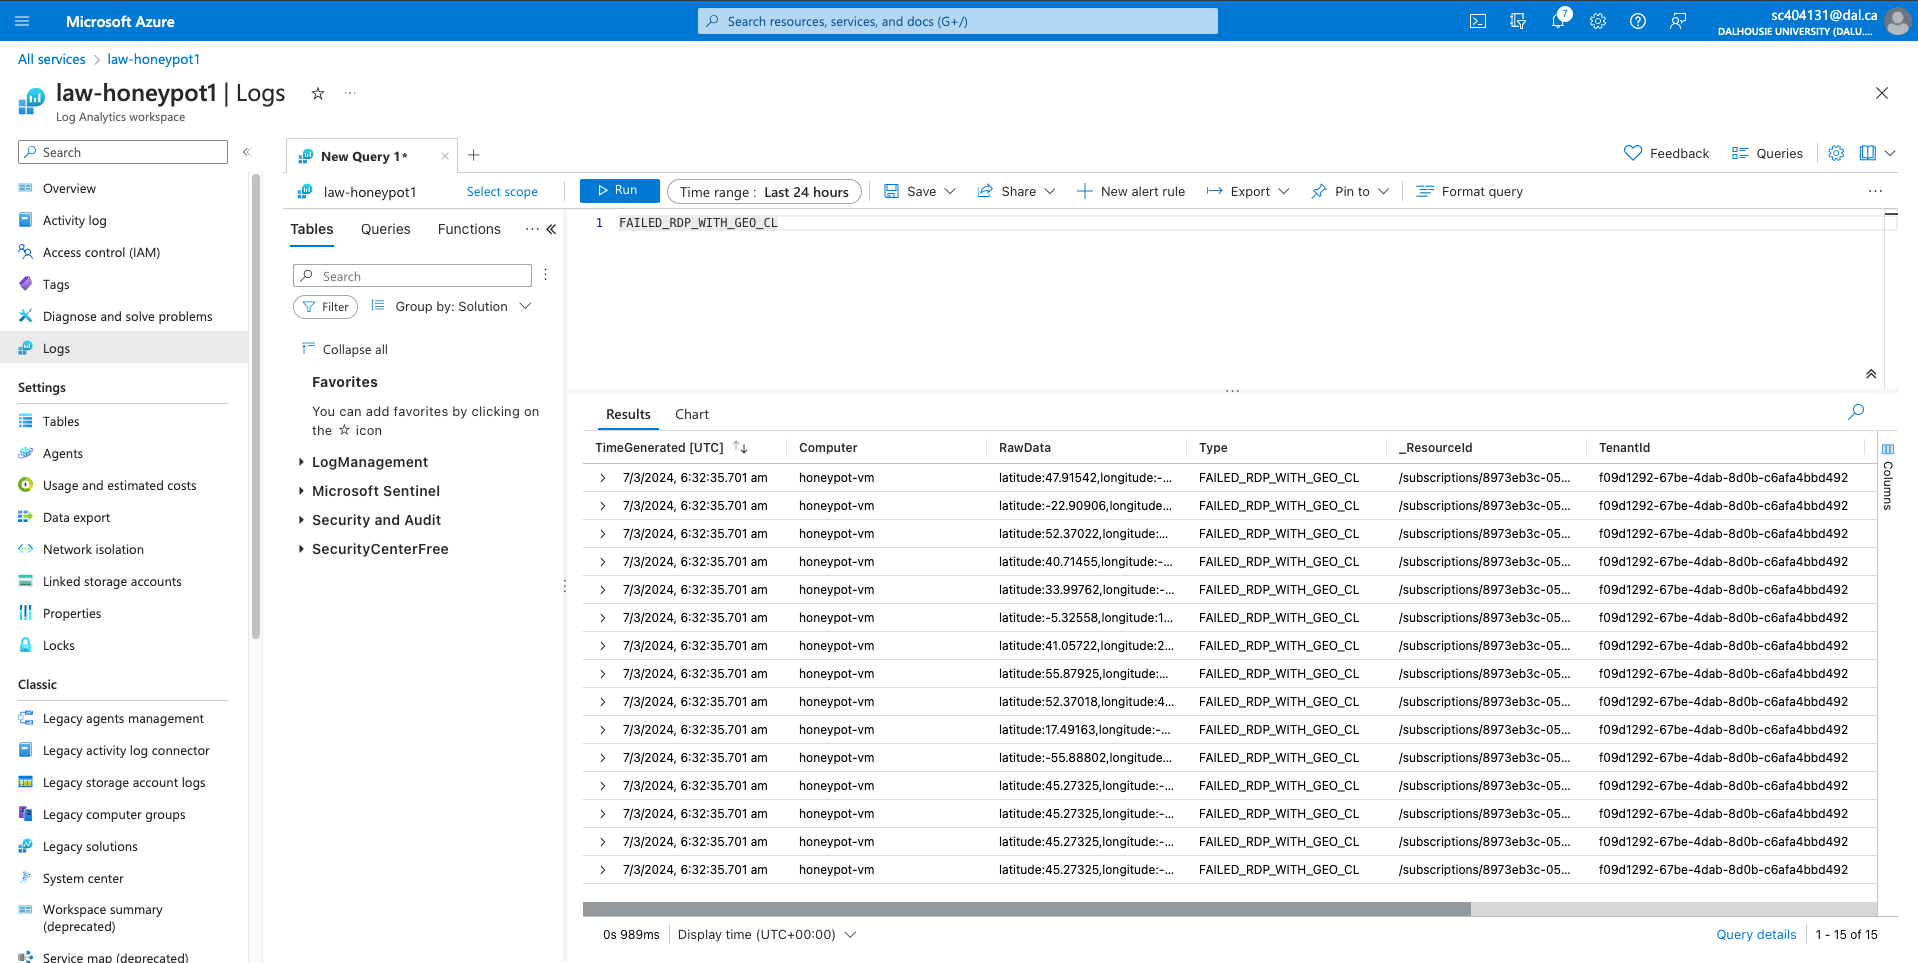 Microsoft Azure
Search resources, services, and docs (G+/)
7
sc404131@dal.ca
DALHOUSIE UNIVERSITY (DALU....
All services > law-honeypot1
law-honeypot1 | Logs
Log Analytics workspace
Search
Overview
Activity log
Access control (IAM)
Tags
Diagnose and solve problems
Logs
Settings
Tables
Agents
Usage and estimated costs
Data export
Network isolation
Linked storage accounts
Properties
Locks
Classic
Legacy agents management
Legacy activity log connector
Legacy storage account logs
Legacy computer groups
Legacy solutions
System center
Workspace summary
(deprecated)
Service map (deprecated)
New Query 1*
Feedback
Queries
law-honeypot1
Select scope
Run
Time range : Last 24 hours
Save
Share
New alert rule
Export
Pin to
Format query
Tables
Queries
Functions
Search
Filter
Group by: Solution
Collapse all
Favorites
You can add favorites by clicking on
the ☆ icon
LogManagement
Microsoft Sentinel
Security and Audit
SecurityCenterFree
1 FAILED_RDP_WITH_GEO_CL
Results
Chart
TimeGenerated [UTC] Computer RawData Type _ResourceId TenantId
7/3/2024, 6:32:35.701 am honeypot-vm latitude:47.91542,longitude:-... FAILED_RDP_WITH_GEO_CL /subscriptions/8973eb3c-05... f09d1292-67be-4dab-8d0b-c6afa4bbd492
7/3/2024, 6:32:35.701 am honeypot-vm latitude:-22.90906,longitude... FAILED_RDP_WITH_GEO_CL /subscriptions/8973eb3c-05... f09d1292-67be-4dab-8d0b-c6afa4bbd492
7/3/2024, 6:32:35.701 am honeypot-vm latitude:52.37022,longitude:... FAILED_RDP_WITH_GEO_CL /subscriptions/8973eb3c-05... f09d1292-67be-4dab-8d0b-c6afa4bbd492
7/3/2024, 6:32:35.701 am honeypot-vm latitude:40.71455,longitude:-... FAILED_RDP_WITH_GEO_CL /subscriptions/8973eb3c-05... f09d1292-67be-4dab-8d0b-c6afa4bbd492
7/3/2024, 6:32:35.701 am honeypot-vm latitude:33.99762,longitude:-... FAILED_RDP_WITH_GEO_CL /subscriptions/8973eb3c-05... f09d1292-67be-4dab-8d0b-c6afa4bbd492
7/3/2024, 6:32:35.701 am honeypot-vm latitude:-5.32558,longitude:1... FAILED_RDP_WITH_GEO_CL /subscriptions/8973eb3c-05... f09d1292-67be-4dab-8d0b-c6afa4bbd492
7/3/2024, 6:32:35.701 am honeypot-vm latitude:41.05722,longitude:2... FAILED_RDP_WITH_GEO_CL /subscriptions/8973eb3c-05... f09d1292-67be-4dab-8d0b-c6afa4bbd492
7/3/2024, 6:32:35.701 am honeypot-vm latitude:55.87925,longitude:... FAILED_RDP_WITH_GEO_CL /subscriptions/8973eb3c-05... f09d1292-67be-4dab-8d0b-c6afa4bbd492
7/3/2024, 6:32:35.701 am honeypot-vm latitude:52.37018,longitude:4... FAILED_RDP_WITH_GEO_CL /subscriptions/8973eb3c-05... f09d1292-67be-4dab-8d0b-c6afa4bbd492
7/3/2024, 6:32:35.701 am honeypot-vm latitude:17.49163,longitude:-... FAILED_RDP_WITH_GEO_CL /subscriptions/8973eb3c-05... f09d1292-67be-4dab-8d0b-c6afa4bbd492
7/3/2024, 6:32:35.701 am honeypot-vm latitude:-55.88802,longitude... FAILED_RDP_WITH_GEO_CL /subscriptions/8973eb3c-05... f09d1292-67be-4dab-8d0b-c6afa4bbd492
7/3/2024, 6:32:35.701 am honeypot-vm latitude:45.27325,longitude:-... FAILED_RDP_WITH_GEO_CL /subscriptions/8973eb3c-05... f09d1292-67be-4dab-8d0b-c6afa4bbd492
7/3/2024, 6:32:35.701 am honeypot-vm latitude:45.27325,longitude:-... FAILED_RDP_WITH_GEO_CL /subscriptions/8973eb3c-05... f09d1292-67be-4dab-8d0b-c6afa4bbd492
7/3/2024, 6:32:35.701 am honeypot-vm latitude:45.27325,longitude:-... FAILED_RDP_WITH_GEO_CL /subscriptions/8973eb3c-05... f09d1292-67be-4dab-8d0b-c6afa4bbd492
7/3/2024, 6:32:35.701 am honeypot-vm latitude:45.27325,longitude:-... FAILED_RDP_WITH_GEO_CL /subscriptions/8973eb3c-05... f09d1292-67be-4dab-8d0b-c6afa4bbd492
Columns
0s 989ms
Display time (UTC+00:00)
Query details
1 - 15 of 15